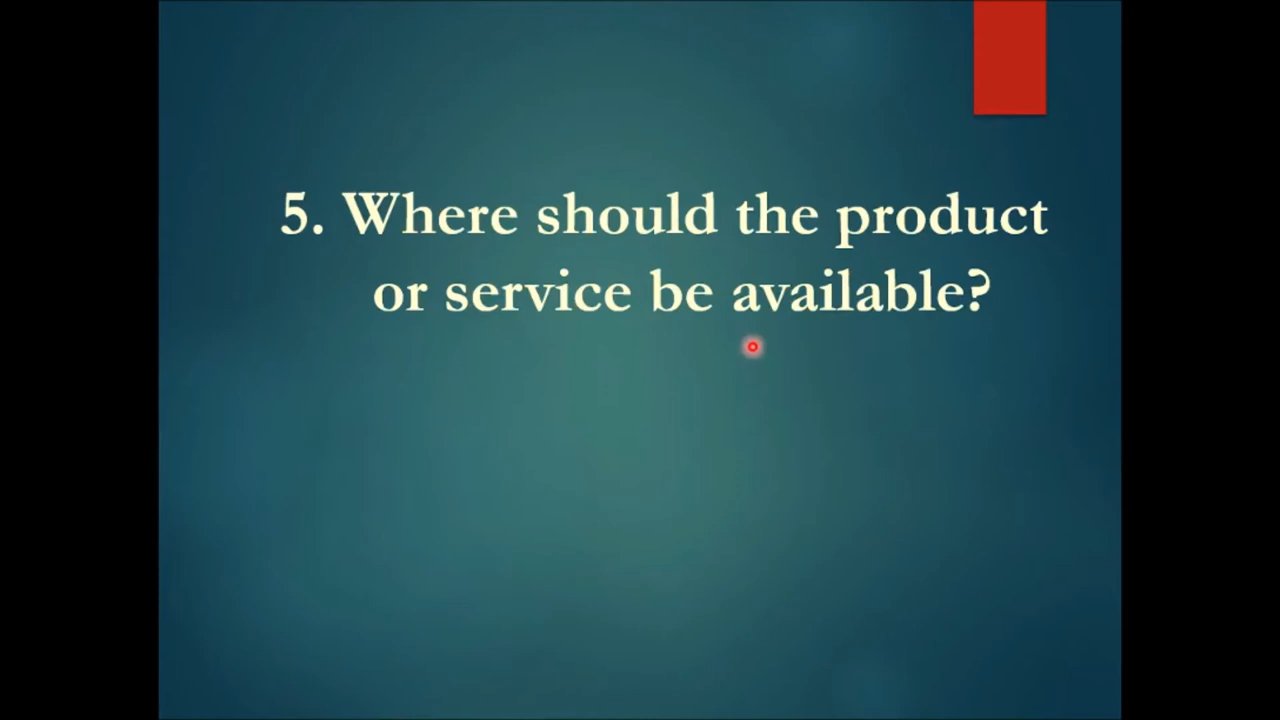 5. Where should the product
or service be available?